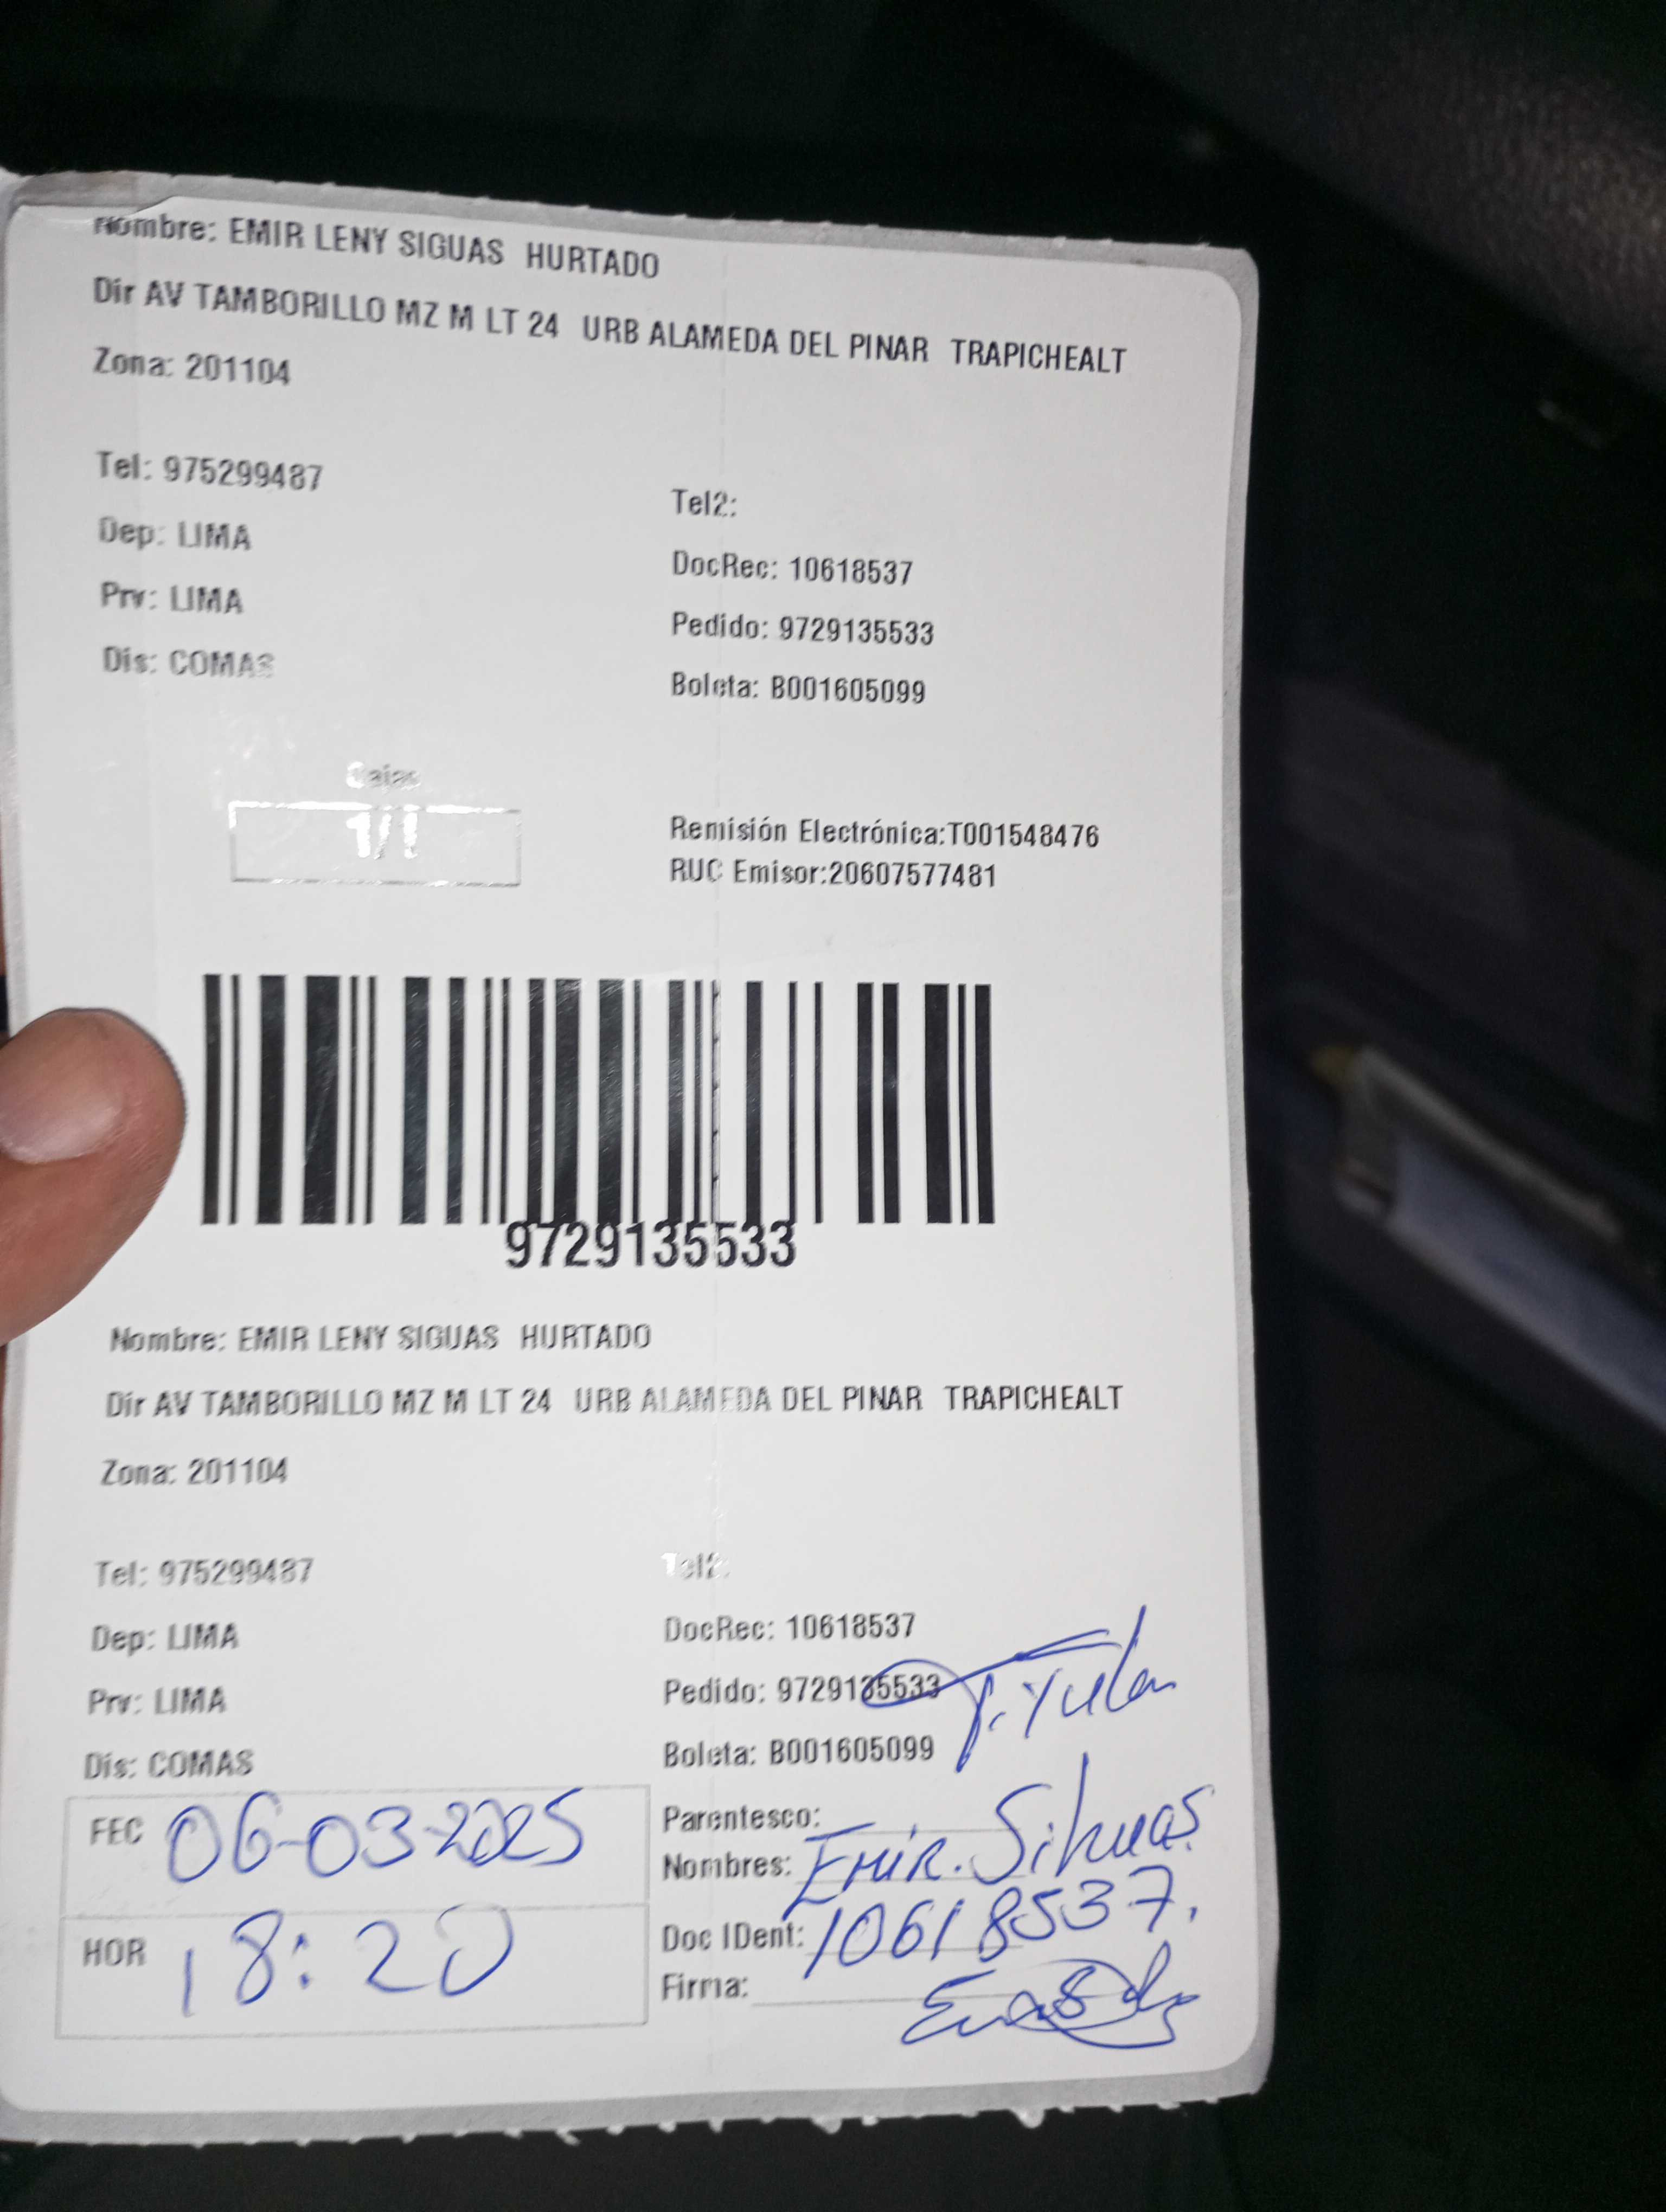 Nombre: EMIR LENY SIGUAS HURTADO
Dir AV TAMBORILLO MZ M LT 24 URB ALAMEDA DEL PINAR TRAPICHEALT
Zona: 201104
Tel: 975299487
Tel2:
Dep: LIMA
DocRec: 10618537
Prv: LIMA
Pedido: 9729135533
Dis: COMAS
Boleta: B001605099
Cajas
1/1
Remisión Electrónica:T001548476
RUC Emisor:20607577481
9729135533
Nombre: EMIR LENY SIGUAS HURTADO
Dir AV TAMBORILLO MZ M LT 24 URB ALAMEDA DEL PINAR TRAPICHEALT
Zona: 201104
Tel: 975299487
Tel2:
Dep: LIMA
DocRec: 10618537
Prv: LIMA
Pedido: 9729135533
Dis: COMAS
Boleta: B001605099
FEC 06-03-2025
Parentesco:
Nombres: EMIR. Sihuas
HOR 18:20
Doc IDent: 10618537.
Firma: